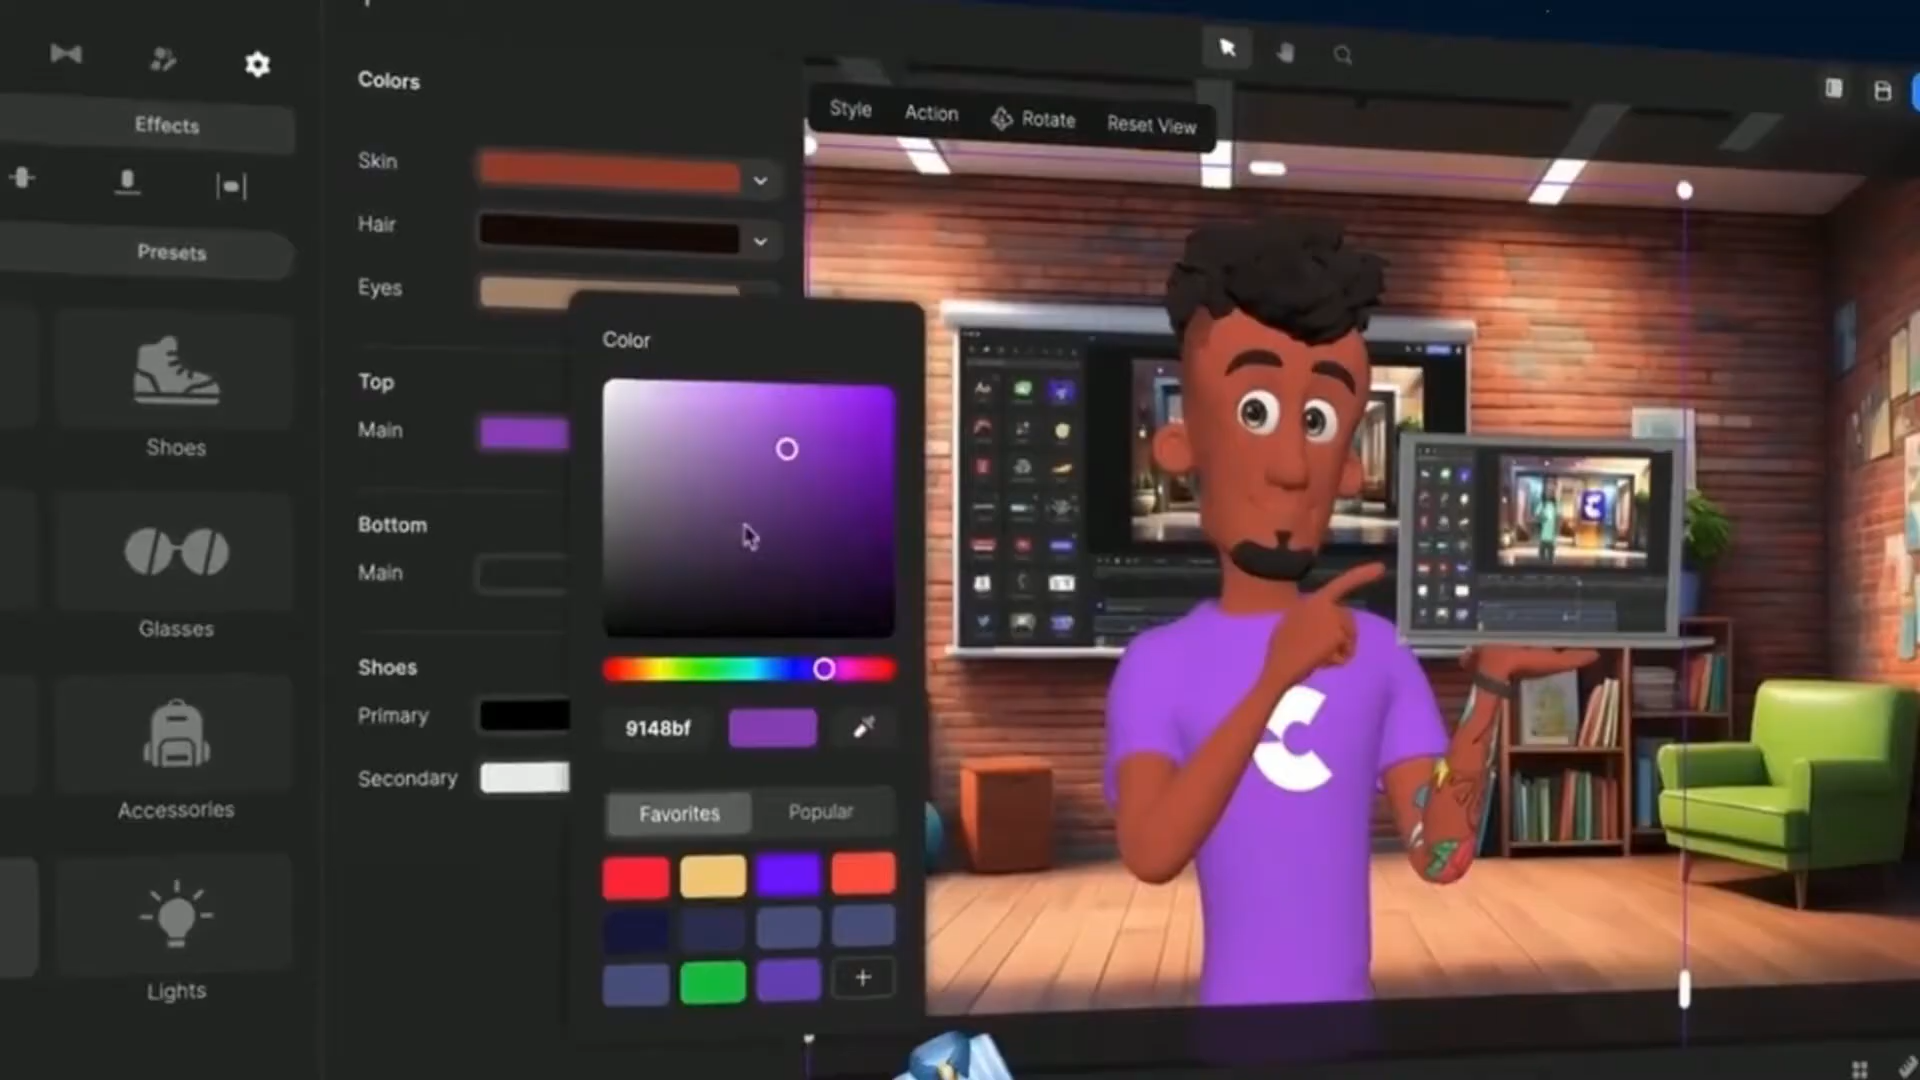 Effects
Presets
Shoes
Glasses
Accessories
Lights
Colors
Skin
Hair
Eyes
Top
Main
Bottom
Main
Shoes
Primary
Secondary
Color
9148bf
Favorites
Popular
+
Style
Action
Rotate
Reset View
C